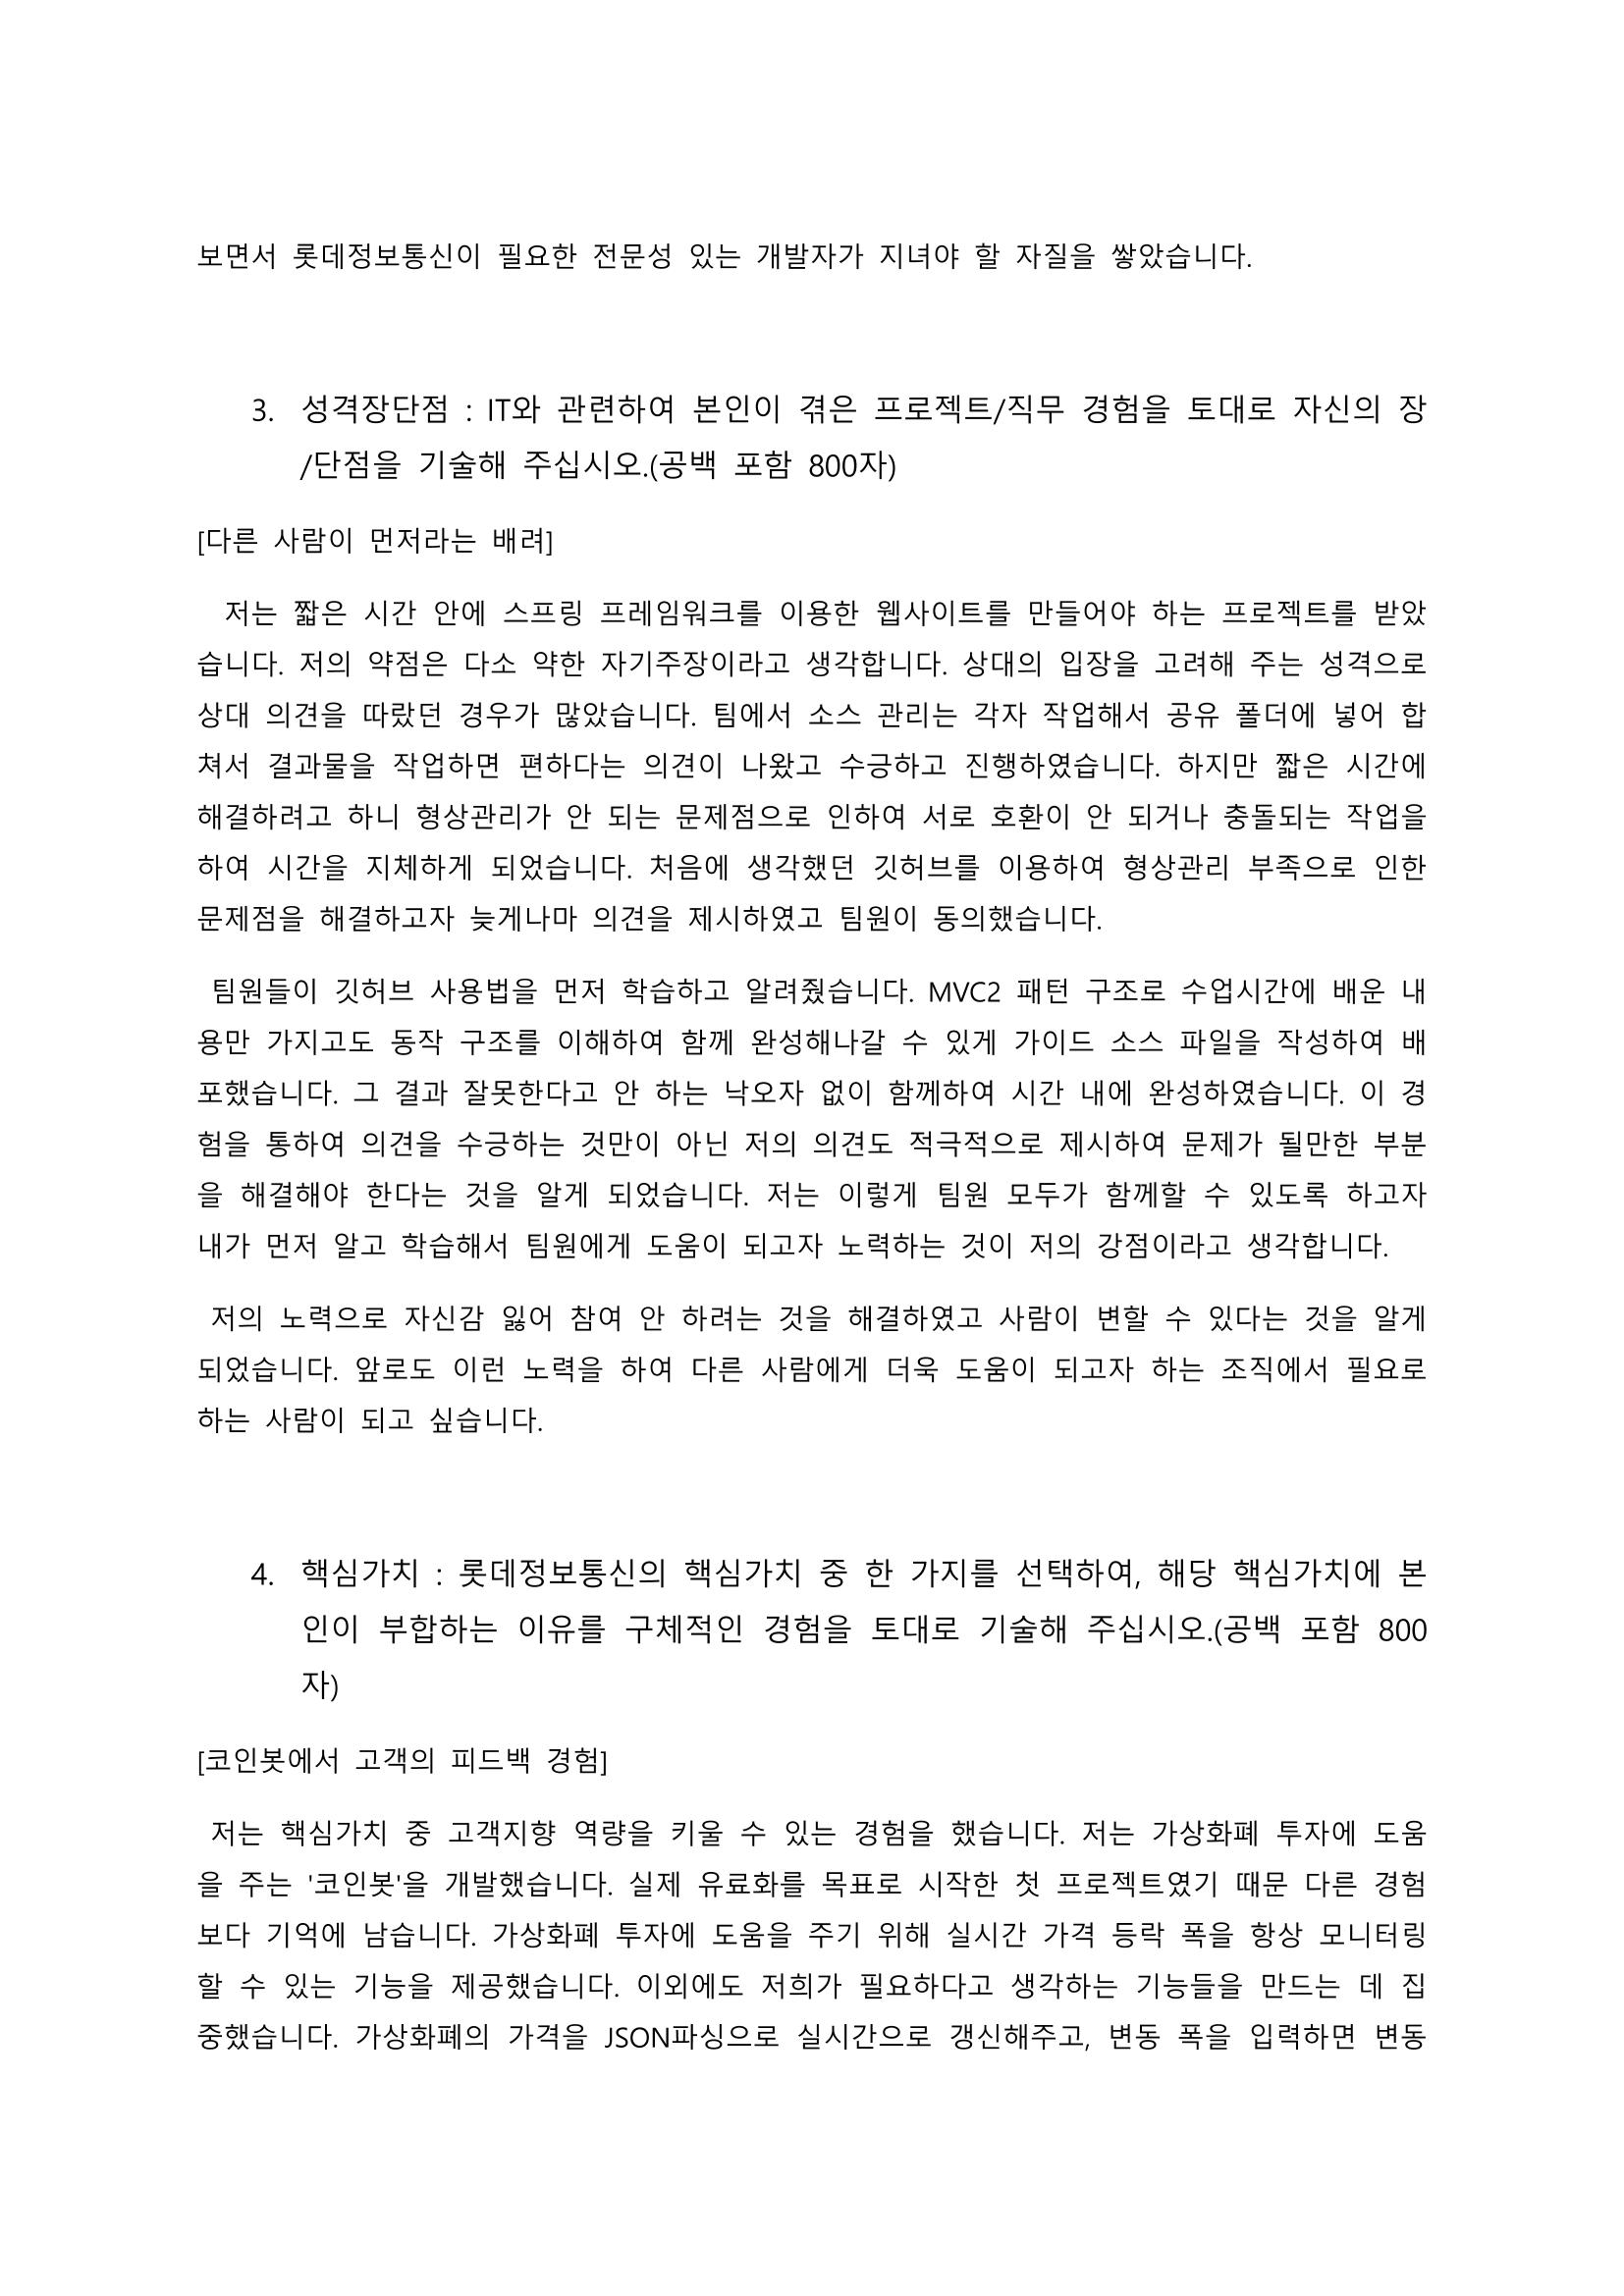 보면서 롯데정보통신이 필요한 전문성 있는 개발자가 지녀야 할 자질을 쌓았습니다.
3. 성격장단점 : IT와 관련하여 본인이 겪은 프로젝트/직무 경험을 토대로 자신의 장
/단점을 기술해 주십시오.(공백 포함 800자)
[다른 사람이 먼저라는 배려]
저는 짧은 시간 안에 스프링 프레임워크를 이용한 웹사이트를 만들어야 하는 프로젝트를 받았
습니다. 저의 약점은 다소 약한 자기주장이라고 생각합니다. 상대의 입장을 고려해 주는 성격으로
상대 의견을 따랐던 경우가 많았습니다. 팀에서 소스 관리는 각자 작업해서 공유 폴더에 넣어 합
쳐서 결과물을 작업하면 편하다는 의견이 나왔고 수긍하고 진행하였습니다. 하지만 짧은 시간에
해결하려고 하니 형상관리가 안 되는 문제점으로 인하여 서로 호환이 안 되거나 충돌되는 작업을
하여 시간을 지체하게 되었습니다. 처음에 생각했던 깃허브를 이용하여 형상관리 부족으로 인한
문제점을 해결하고자 늦게나마 의견을 제시하였고 팀원이 동의했습니다.
팀원들이 깃허브 사용법을 먼저 학습하고 알려줬습니다. MVC2 패턴 구조로 수업시간에 배운 내
용만 가지고도 동작 구조를 이해하여 함께 완성해나갈 수 있게 가이드 소스 파일을 작성하여 배
포했습니다. 그 결과 잘못한다고 안 하는 낙오자 없이 함께하여 시간 내에 완성하였습니다. 이 경
험을 통하여 의견을 수긍하는 것만이 아닌 저의 의견도 적극적으로 제시하여 문제가 될만한 부분
을 해결해야 한다는 것을 알게 되었습니다. 저는 이렇게 팀원 모두가 함께할 수 있도록 하고자
내가 먼저 알고 학습해서 팀원에게 도움이 되고자 노력하는 것이 저의 강점이라고 생각합니다.
저의 노력으로 자신감 잃어 참여 안 하려는 것을 해결하였고 사람이 변할 수 있다는 것을 알게
되었습니다. 앞으로도 이런 노력을 하여 다른 사람에게 더욱 도움이 되고자 하는 조직에서 필요로
하는 사람이 되고 싶습니다.
4. 핵심가치 : 롯데정보통신의 핵심가치 중 한 가지를 선택하여, 해당 핵심가치에 본
인이 부합하는 이유를 구체적인 경험을 토대로 기술해 주십시오.(공백 포함 800
자)
[코인봇에서 고객의 피드백 경험]
저는 핵심가치 중 고객지향 역량을 키울 수 있는 경험을 했습니다. 저는 가상화폐 투자에 도움
을 주는 '코인봇'을 개발했습니다. 실제 유료화를 목표로 시작한 첫 프로젝트였기 때문 다른 경험
보다 기억에 남습니다. 가상화폐 투자에 도움을 주기 위해 실시간 가격 등락 폭을 항상 모니터링
할 수 있는 기능을 제공했습니다. 이외에도 저희가 필요하다고 생각하는 기능들을 만드는 데 집
중했습니다. 가상화폐의 가격을 JSON파싱으로 실시간으로 갱신해주고, 변동 폭을 입력하면 변동